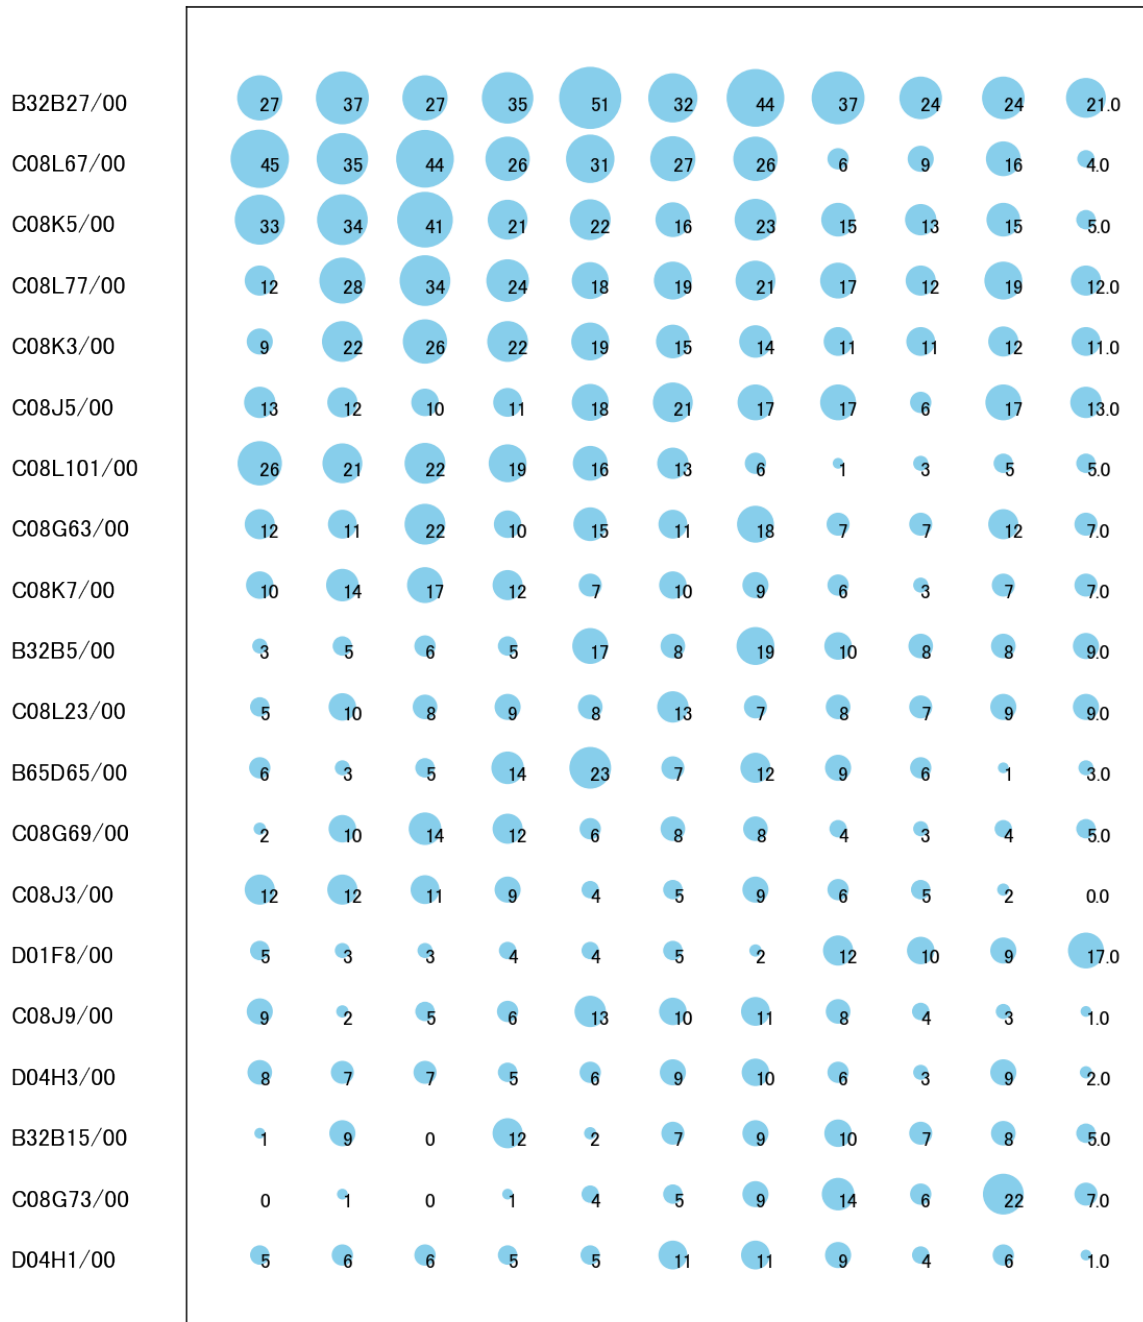 B32B27/00 27 37 27 35 51 32 44 37 24 24 21.0
C08L67/00 45 35 44 26 31 27 26 6 9 16 4.0
C08K5/00 33 34 41 21 22 16 23 15 13 15 5.0
C08L77/00 12 28 34 24 18 19 21 17 12 19 12.0
C08K3/00 9 22 26 22 19 15 14 11 11 12 11.0
C08J5/00 13 12 10 11 18 21 17 17 6 17 13.0
C08L101/00 26 21 22 19 16 13 6 1 3 5 5.0
C08G63/00 12 11 22 10 15 11 18 7 7 12 7.0
C08K7/00 10 14 17 12 7 10 9 6 3 7 7.0
B32B5/00 3 5 6 5 17 8 19 10 8 8 9.0
C08L23/00 5 10 8 9 8 13 7 8 7 9 9.0
B65D65/00 6 3 5 14 23 7 12 9 6 1 3.0
C08G69/00 2 10 14 12 6 8 8 4 3 4 5.0
C08J3/00 12 12 11 9 4 5 9 6 5 2 0.0
D01F8/00 5 3 3 4 4 5 2 12 10 9 17.0
C08J9/00 9 2 5 6 13 10 11 8 4 3 1.0
D04H3/00 8 7 7 5 6 9 10 6 3 9 2.0
B32B15/00 1 9 0 12 2 7 9 10 7 8 5.0
C08G73/00 0 1 0 1 4 5 9 14 6 22 7.0
D04H1/00 5 6 6 5 5 11 11 9 4 6 1.0